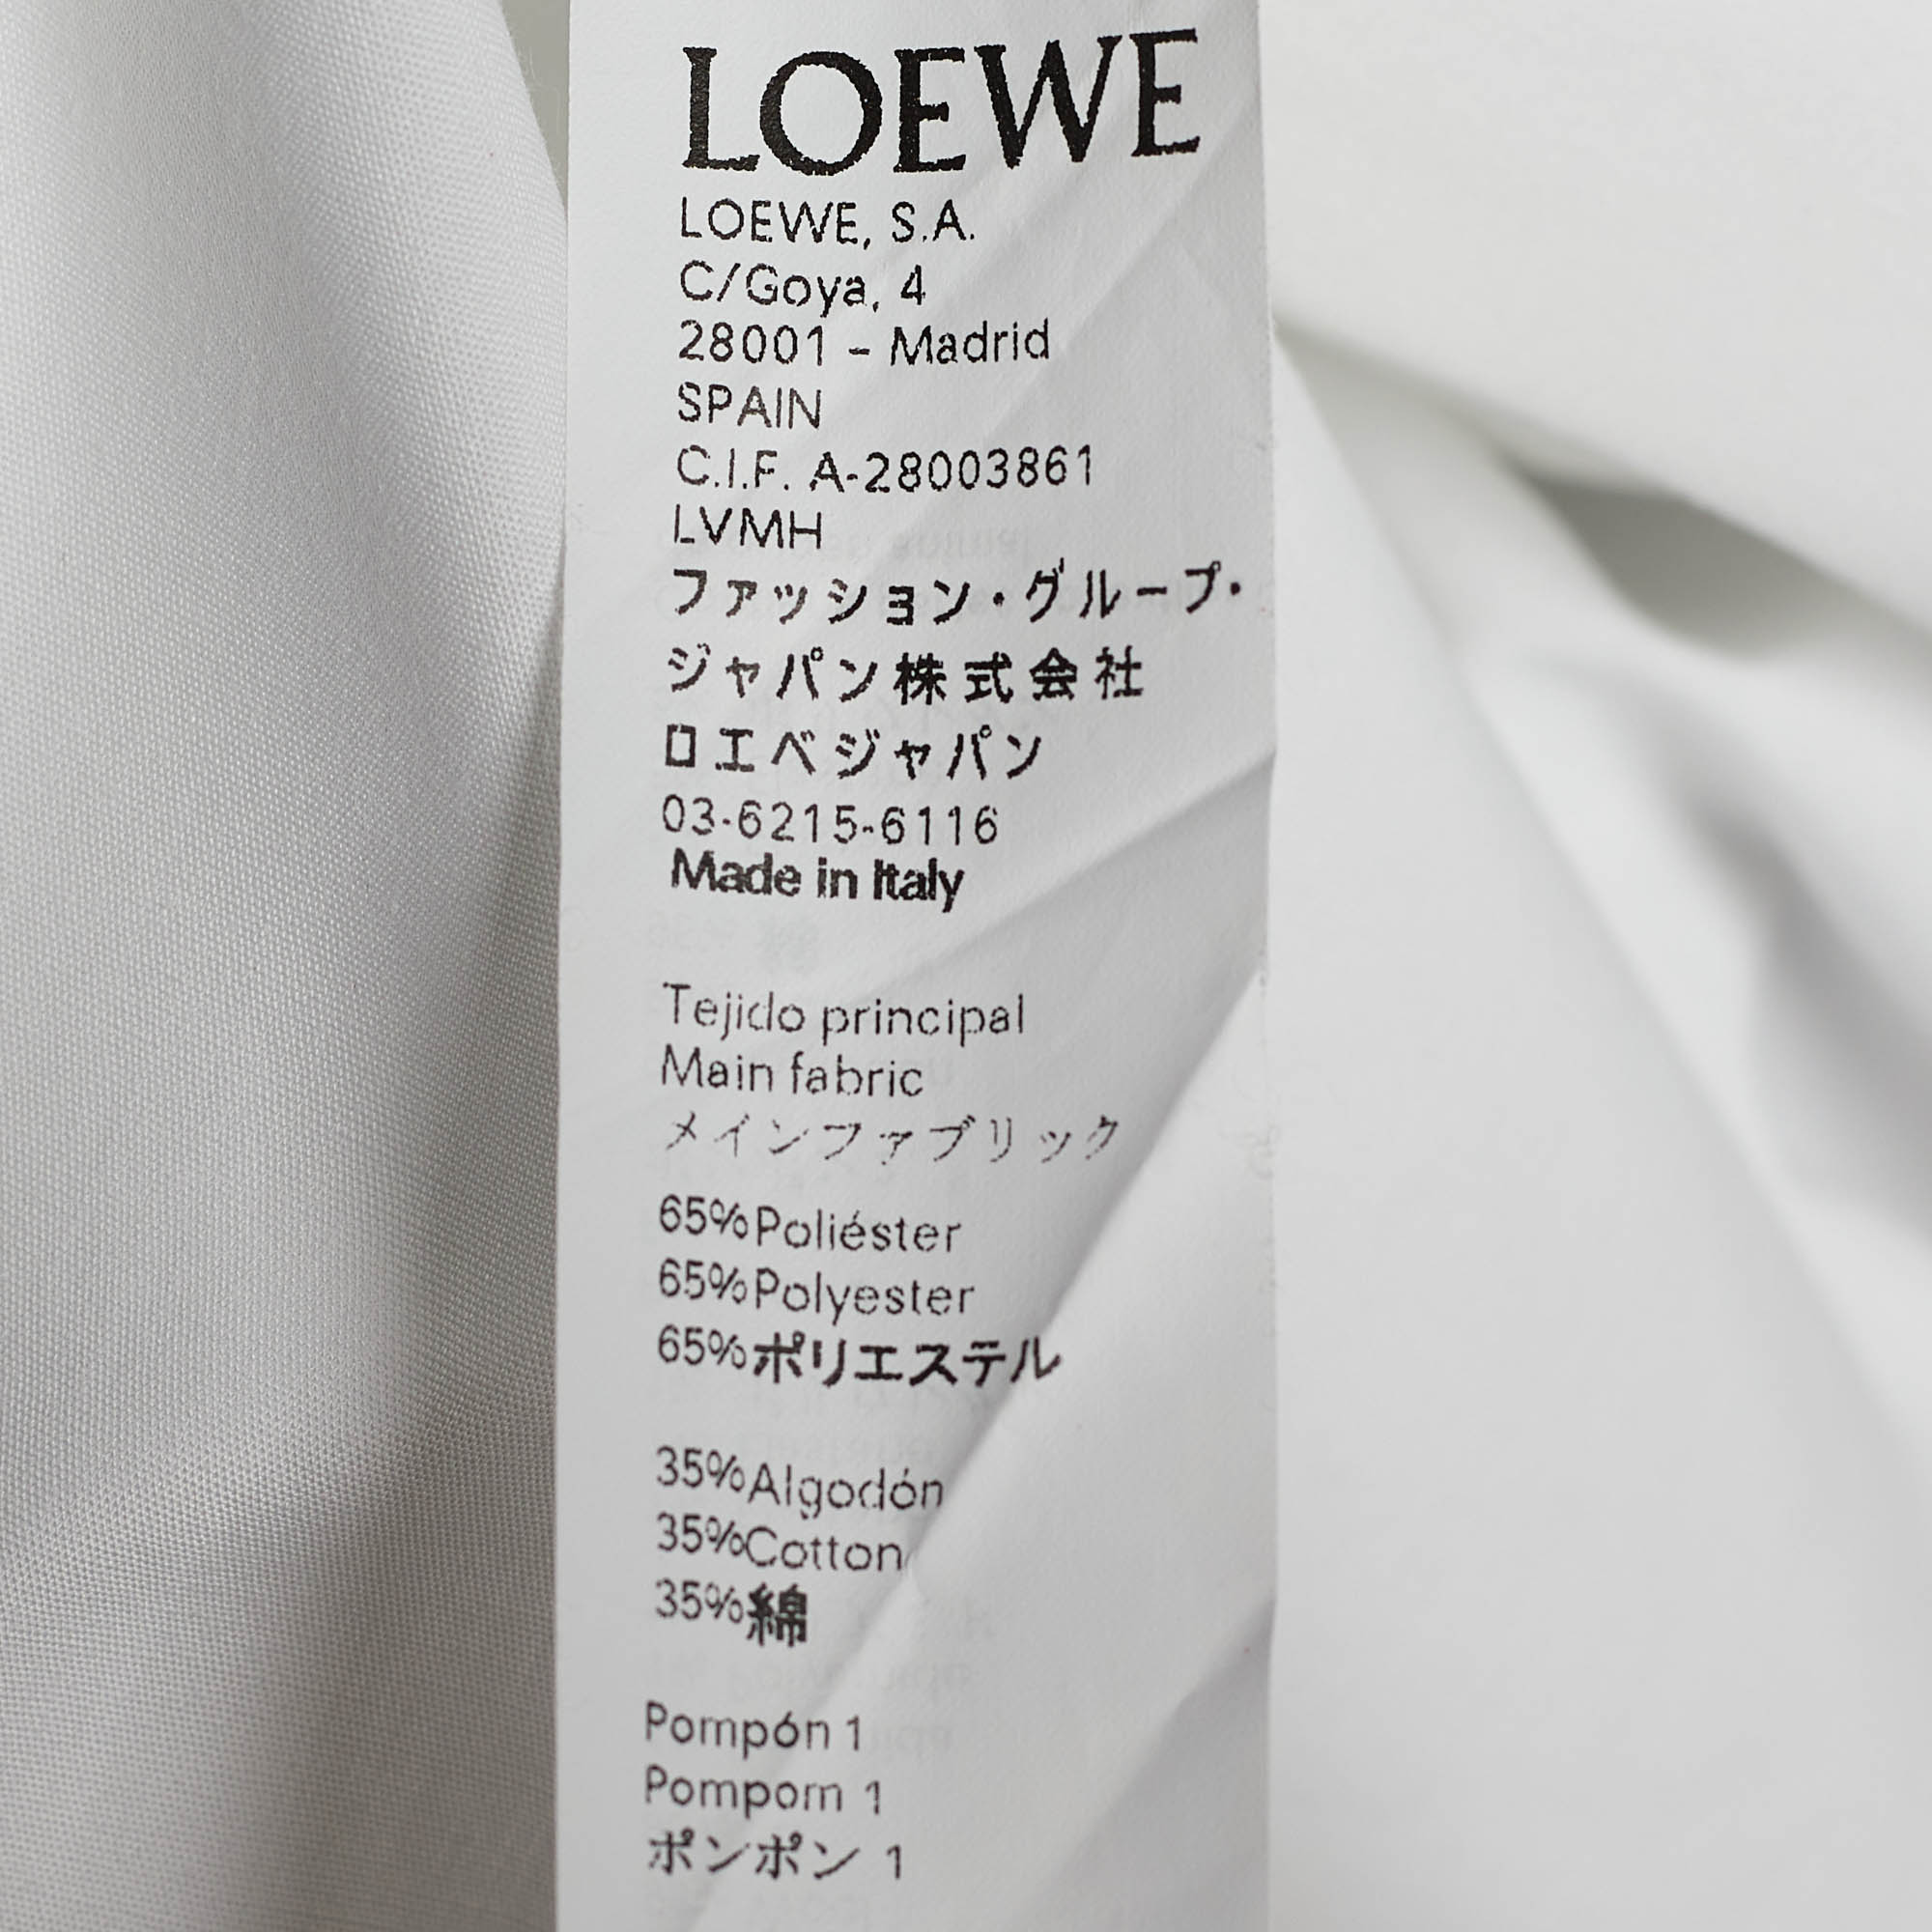 LOEWE
LOEWE, S.A.
C/Goya, 4
28001 – Madrid
SPAIN
C.I.F. A-28003861
LVMH
ファッション・グループ・
ジャパン株式会社
ロエベジャパン
03-6215-6116
Made in Italy
Tejido principal
Main fabric
メインファブリック
65%Poliéster
65%Polyester
65%ポリエステル
35%Algodón
35%Cotton
35%綿
Pompón 1
Pompom 1
ポンポン 1